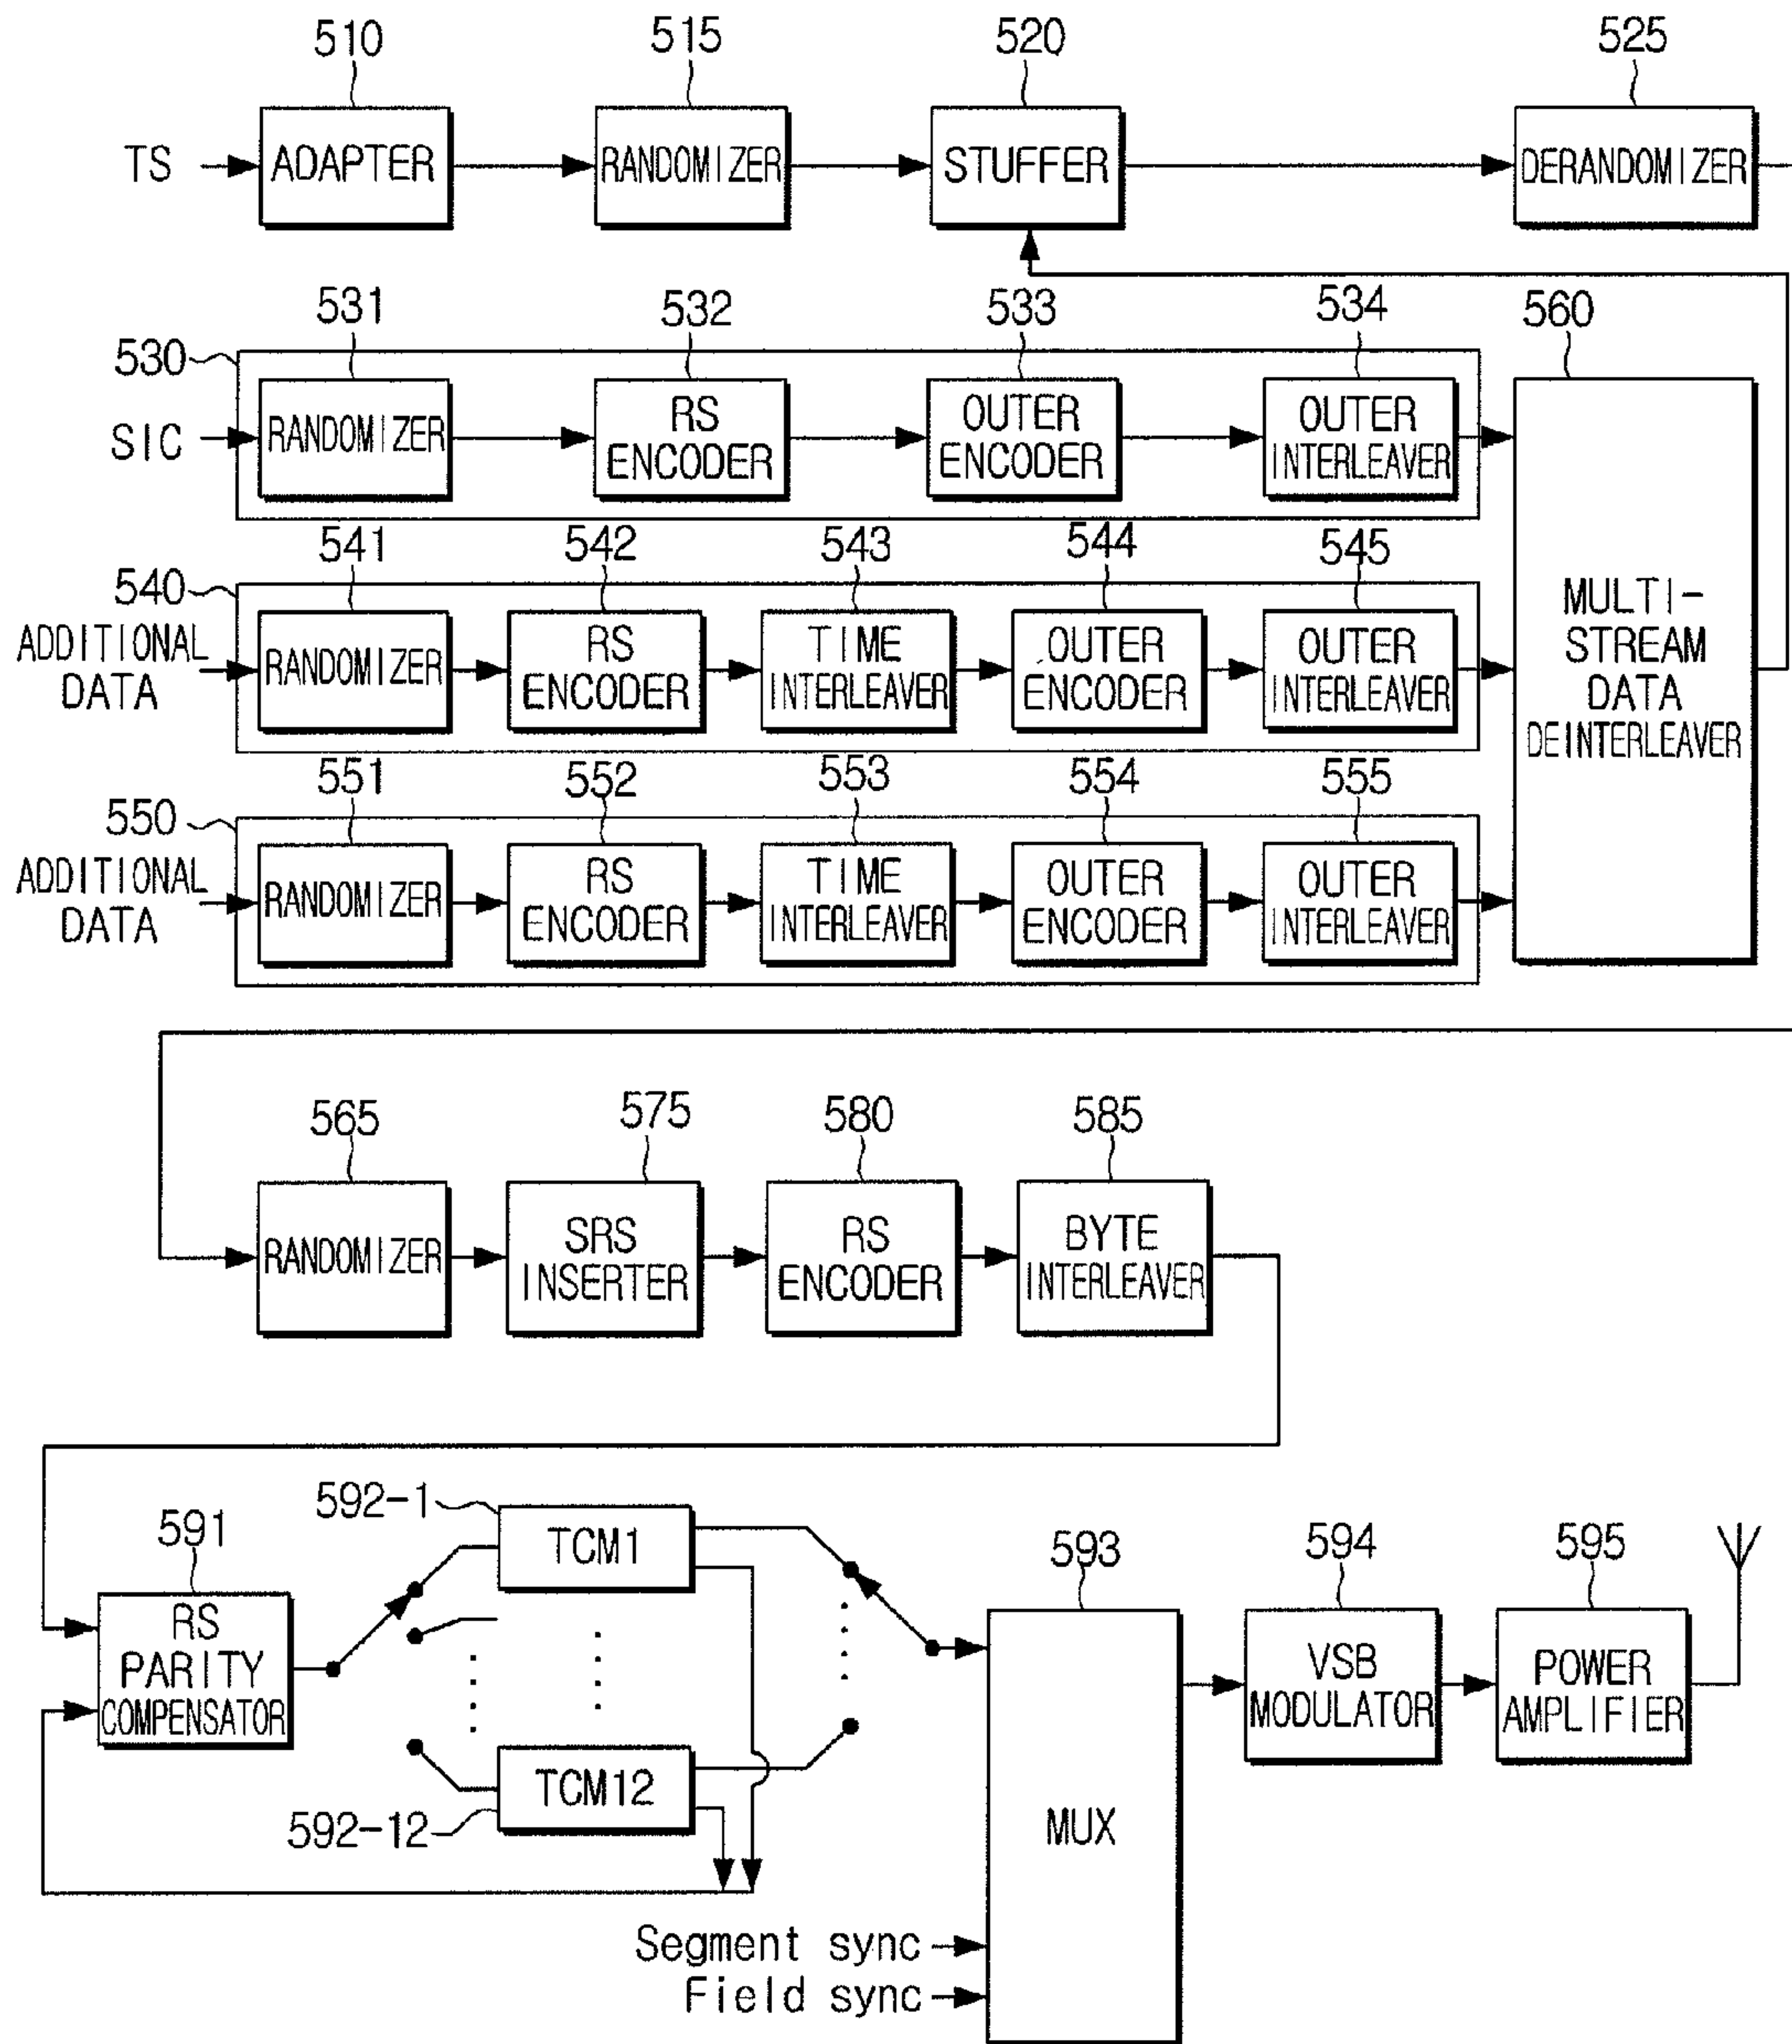 510
515
520
525
TS
ADAPTER
RANDOMIZER
STUFFER
DERANDOMIZER
530
531
532
533
534
560
SIC
RANDOMIZER
RS
ENCODER
OUTER
ENCODER
OUTER
INTERLEAVER
540
541
542
543
544
545
ADDITIONAL
DATA
RANDOMIZER
RS
ENCODER
TIME
INTERLEAVER
OUTER
ENCODER
OUTER
INTERLEAVER
MULTI-
STREAM
DATA
DEINTERLEAVER
550
551
552
553
554
555
ADDITIONAL
DATA
RANDOMIZER
RS
ENCODER
TIME
INTERLEAVER
OUTER
ENCODER
OUTER
INTERLEAVER
565
575
580
585
RANDOMIZER
SRS
INSERTER
RS
ENCODER
BYTE
INTERLEAVER
591
592-1
593
594
595
RS
PARITY
COMPENSATOR
TCM1
TCM12
592-12
MUX
VSB
MODULATOR
POWER
AMPLIFIER
Segment sync
Field sync